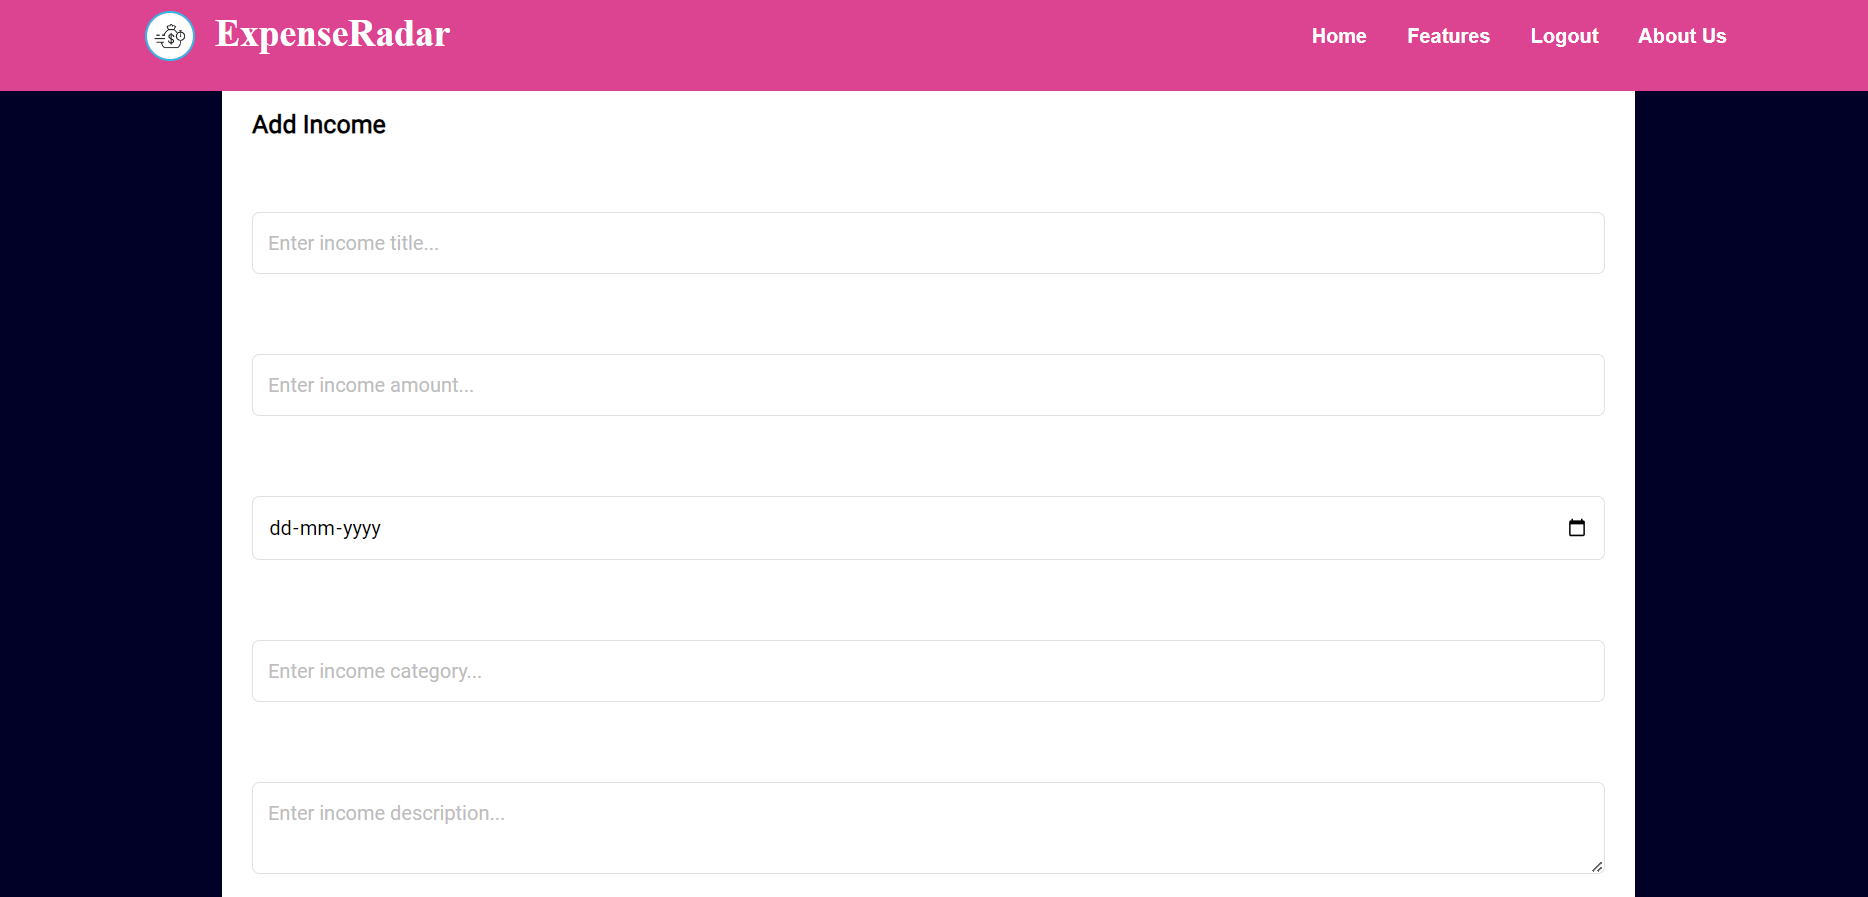 ExpenseRadar
Home Features Logout About Us
Add Income
Enter income title...
Enter income amount...
dd-mm-yyyy
Enter income category...
Enter income description...